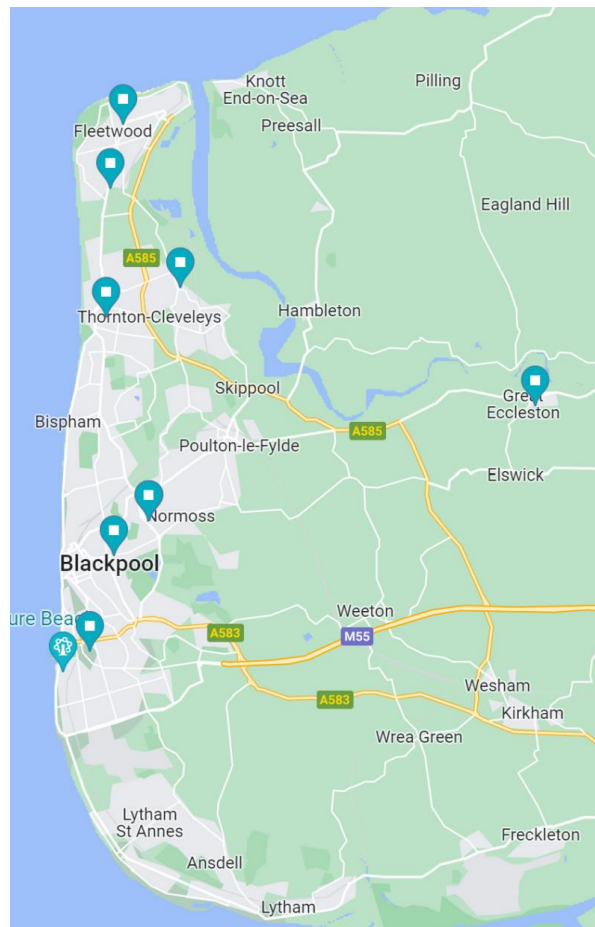 Knott
End-on-Sea
Pilling
Fleetwood
Preesall
Eagland Hill
A585
Thornton-Cleveleys
Hambleton
Skippool
Great
Eccleston
Bispham
A585
Poulton-le-Fylde
Elswick
Normoss
Blackpool
ure Bea
Weeton
A583
M55
Wesham
A583
Kirkham
Wrea Green
Lytham
St Annes
Freckleton
Ansdell
Lytham